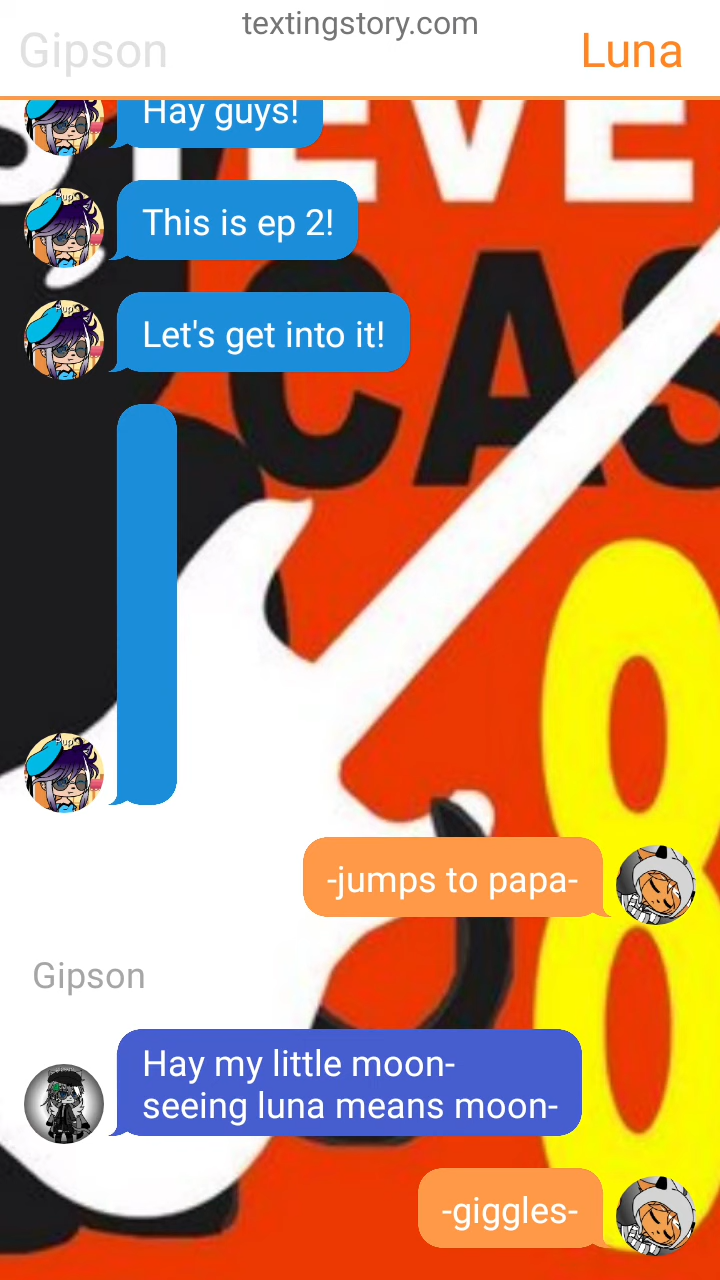 textingstory.com
Gipson
Luna
Hay guys!
This is ep 2!
Let's get into it!
-jumps to papa-
Gipson
Hay my little moon-
seeing luna means moon-
-giggles-